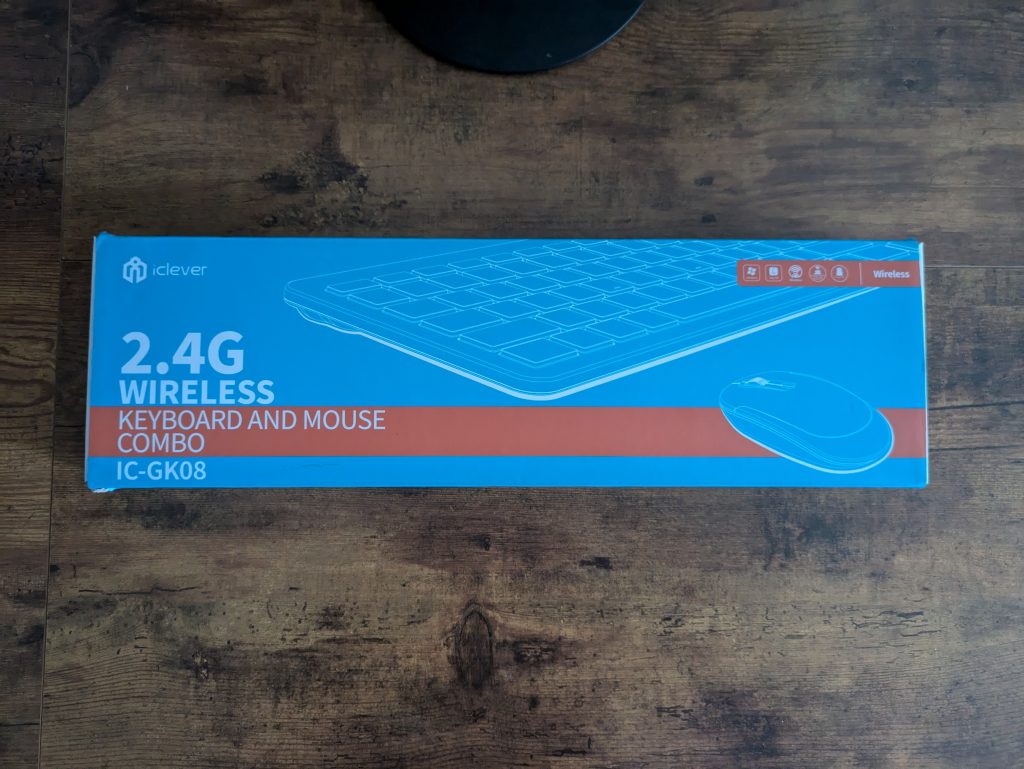 iclever
Wireless
2.4G
WIRELESS
KEYBOARD AND MOUSE
COMBO
IC-GK08